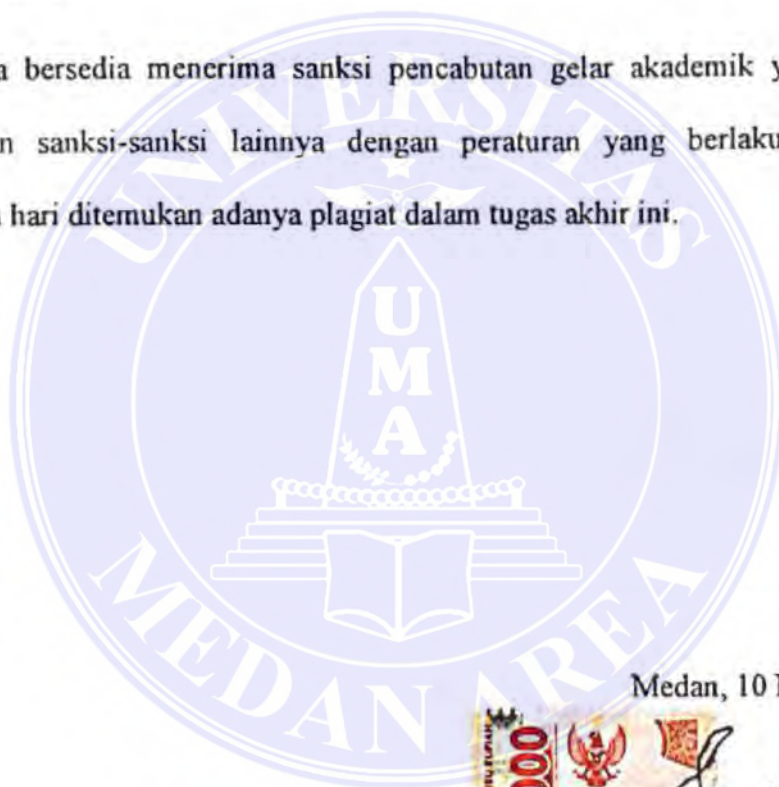 bersedia menerima sanksi pencabutan gelar akademik
sanksi-sanksi lainnya dengan peraturan yang berlaku
hari ditemukan adanya plagiat dalam tugas akhir ini.
UNIVERSITAS
U
M
A
MEDAN AREA
Medan, 10
000